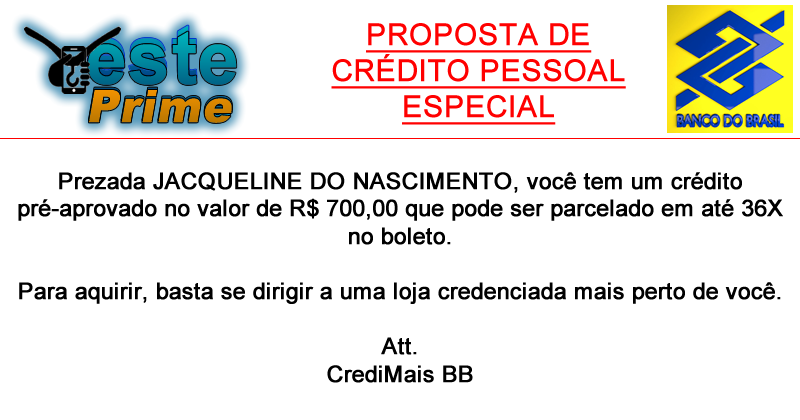 este
Prime
PROPOSTA DE
CRÉDITO PESSOAL
ESPECIAL
BANCO DO BRASIL
Prezada JACQUELINE DO NASCIMENTO, você tem um crédito
pré-aprovado no valor de R$ 700,00 que pode ser parcelado em até 36X
no boleto.
Para aquirir, basta se dirigir a uma loja credenciada mais perto de você.
Att.
CrediMais BB